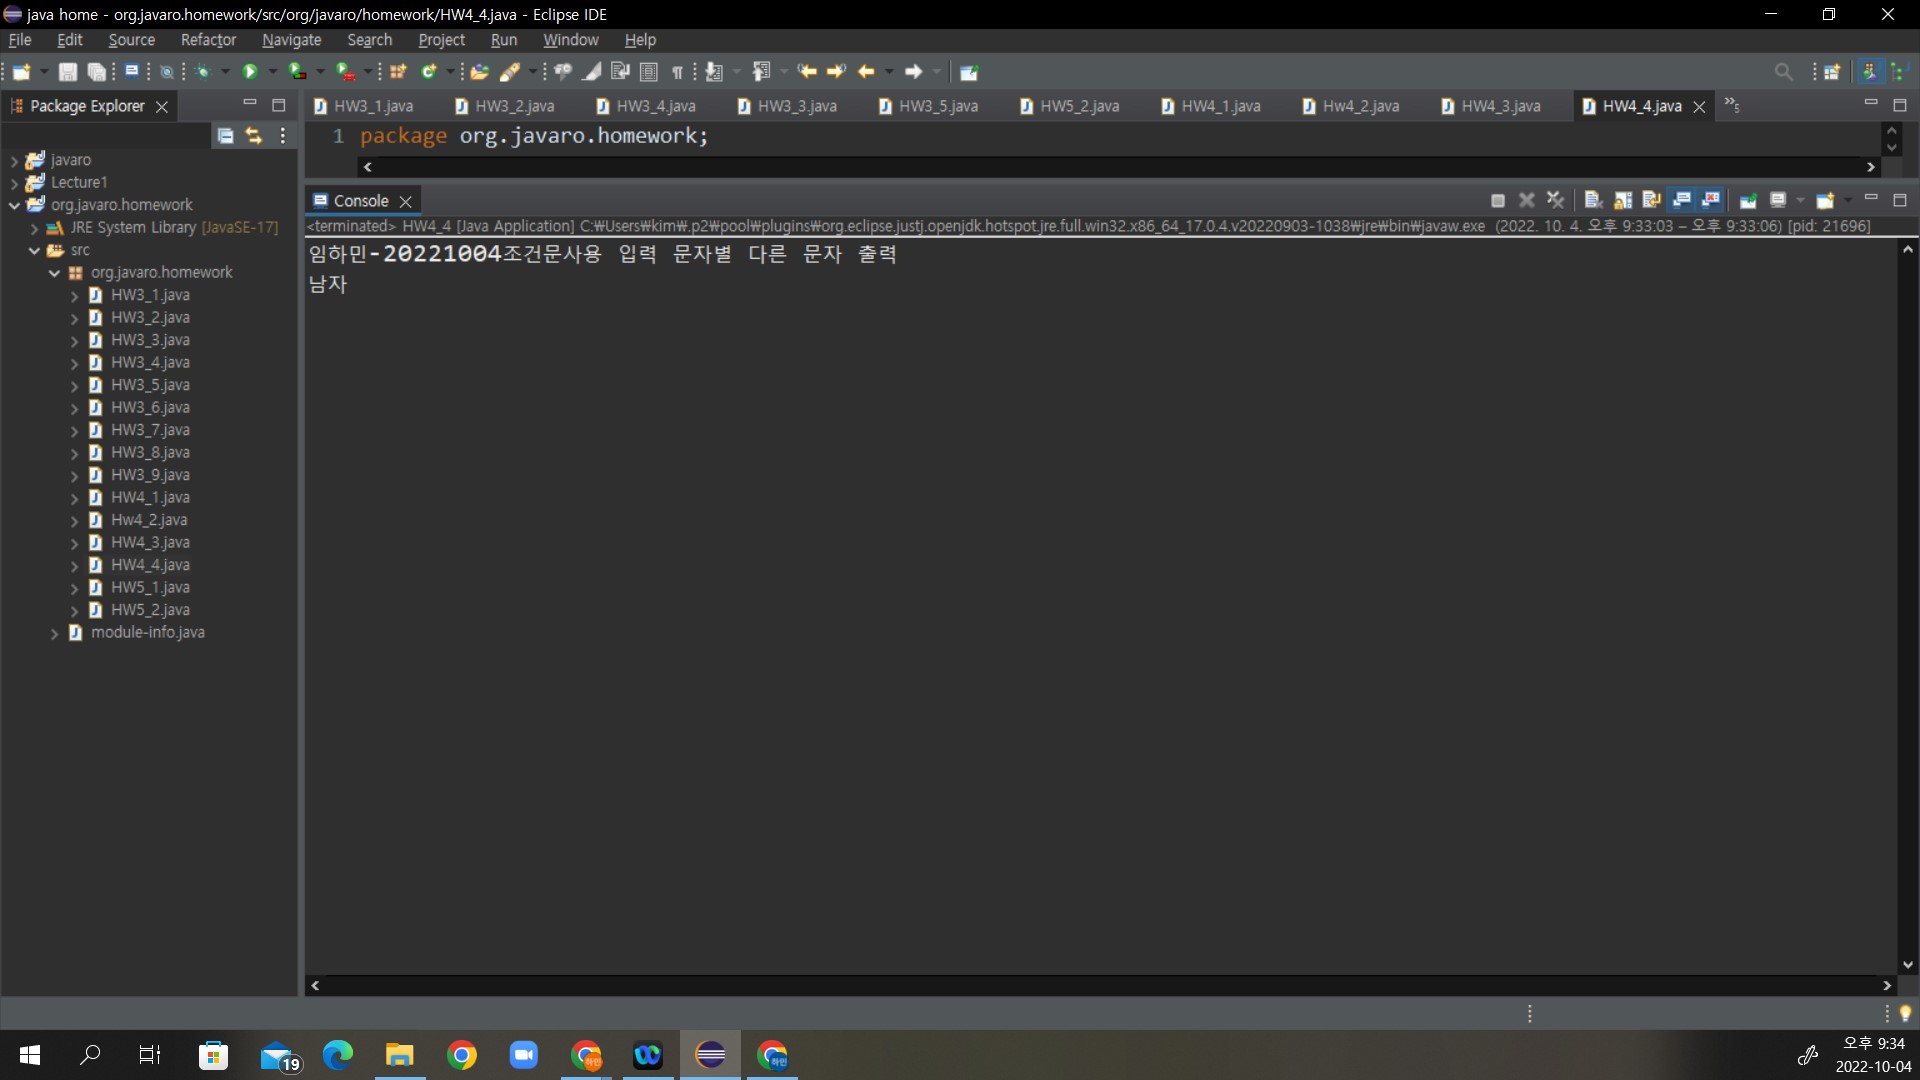 java home - org.javaro.homework/src/org/javaro/homework/HW4_4.java - Eclipse IDE
File Edit Source Refactor Navigate Search Project Run Window Help
Package Explorer
HW3_1.java HW3_2.java HW3_4.java HW3_3.java HW3_5.java HW5_2.java HW4_1.java Hw4_2.java HW4_3.java HW4_4.java »5
1 package org.javaro.homework;
javaro
Lecture1
org.javaro.homework
JRE System Library [JavaSE-17]
src
org.javaro.homework
HW3_1.java
HW3_2.java
HW3_3.java
HW3_4.java
HW3_5.java
HW3_6.java
HW3_7.java
HW3_8.java
HW3_9.java
HW4_1.java
Hw4_2.java
HW4_3.java
HW4_4.java
HW5_1.java
HW5_2.java
module-info.java
Console
<terminated> HW4_4 [Java Application] C:₩Users₩kim₩.p2₩pool₩plugins₩org.eclipse.justj.openjdk.hotspot.jre.full.win32.x86_64_17.0.4.v20220903-1038₩jre₩bin₩javaw.exe (2022. 10. 4. 오후 9:33:03 – 오후 9:33:06) [pid: 21696]
임하민-20221004조건문사용 입력 문자별 다른 문자 출력
남자
19
하민
하민
오후 9:34
2022-10-04